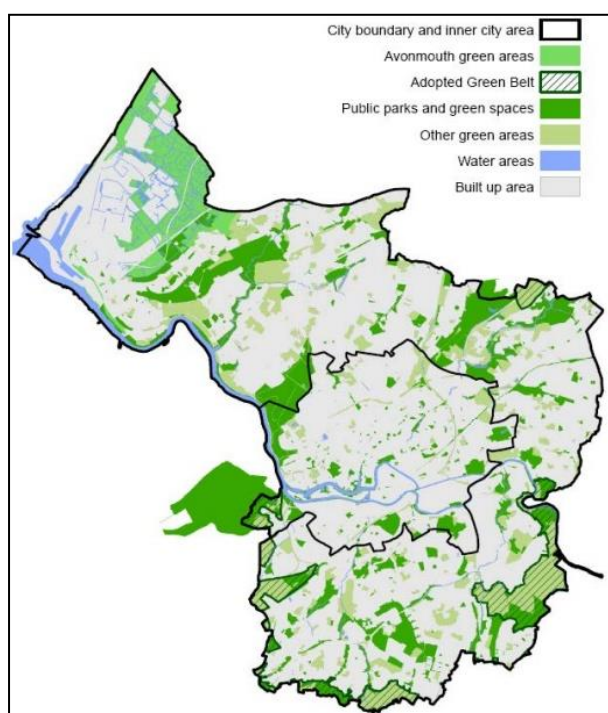 City boundary and inner city area
Avonmouth green areas
Adopted Green Belt
Public parks and green spaces
Other green areas
Water areas
Built up area